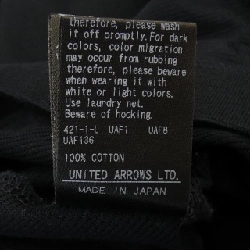 therefore, please wash
it off promptly.For dark
colors, color migration
may occur from rubbing
therefore, please beware
when wearing it with
white or light colors.
Use laundry net.
Beware of hocking.
421-1-L UAF1 UAFB
UAF136
100% COTTON
UNITED ARROWS LTD.
MADE IN JAPAN